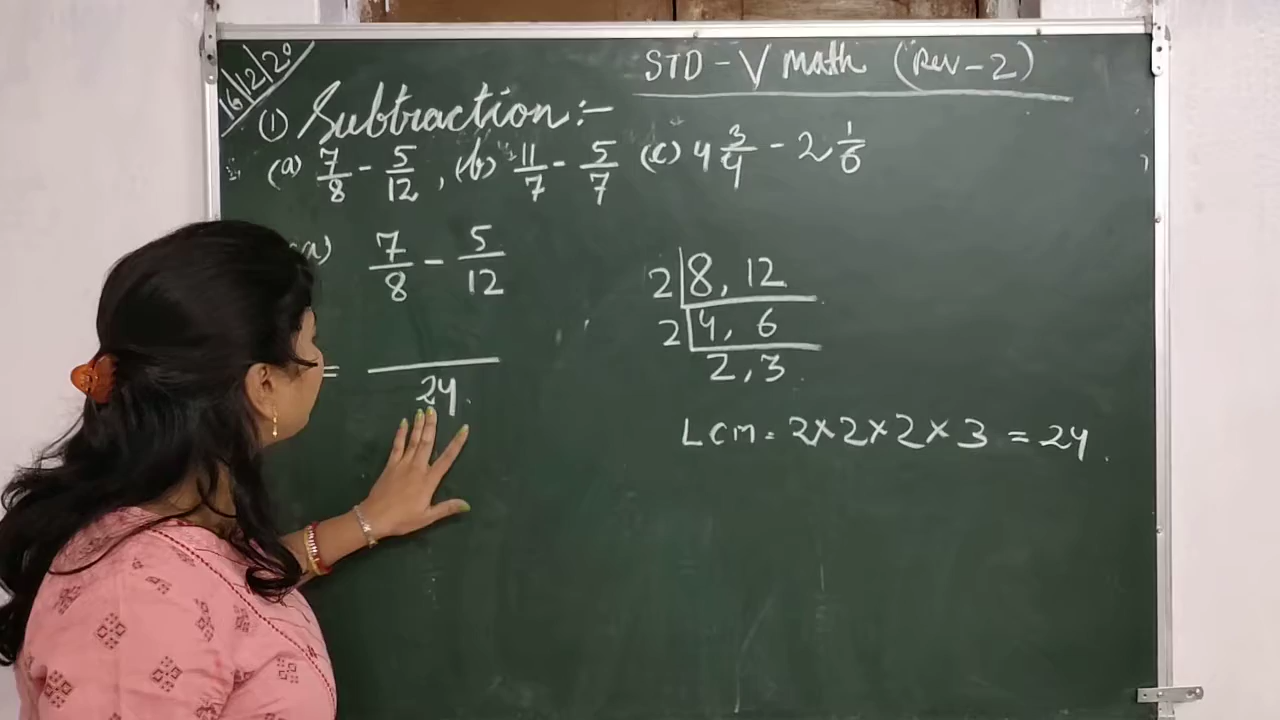 16/12/20
STD - V Math (Rev - 2)
① Subtraction :-
(a) 7/8 - 5/12 , (b) 11/7 - 5/7 (c) 4 3/4 - 2 1/6
(a) 7/8 - 5/12
= /24.
2 | 8, 12
2 | 4, 6
2, 3.
LCM = 2×2×2×3 = 24.